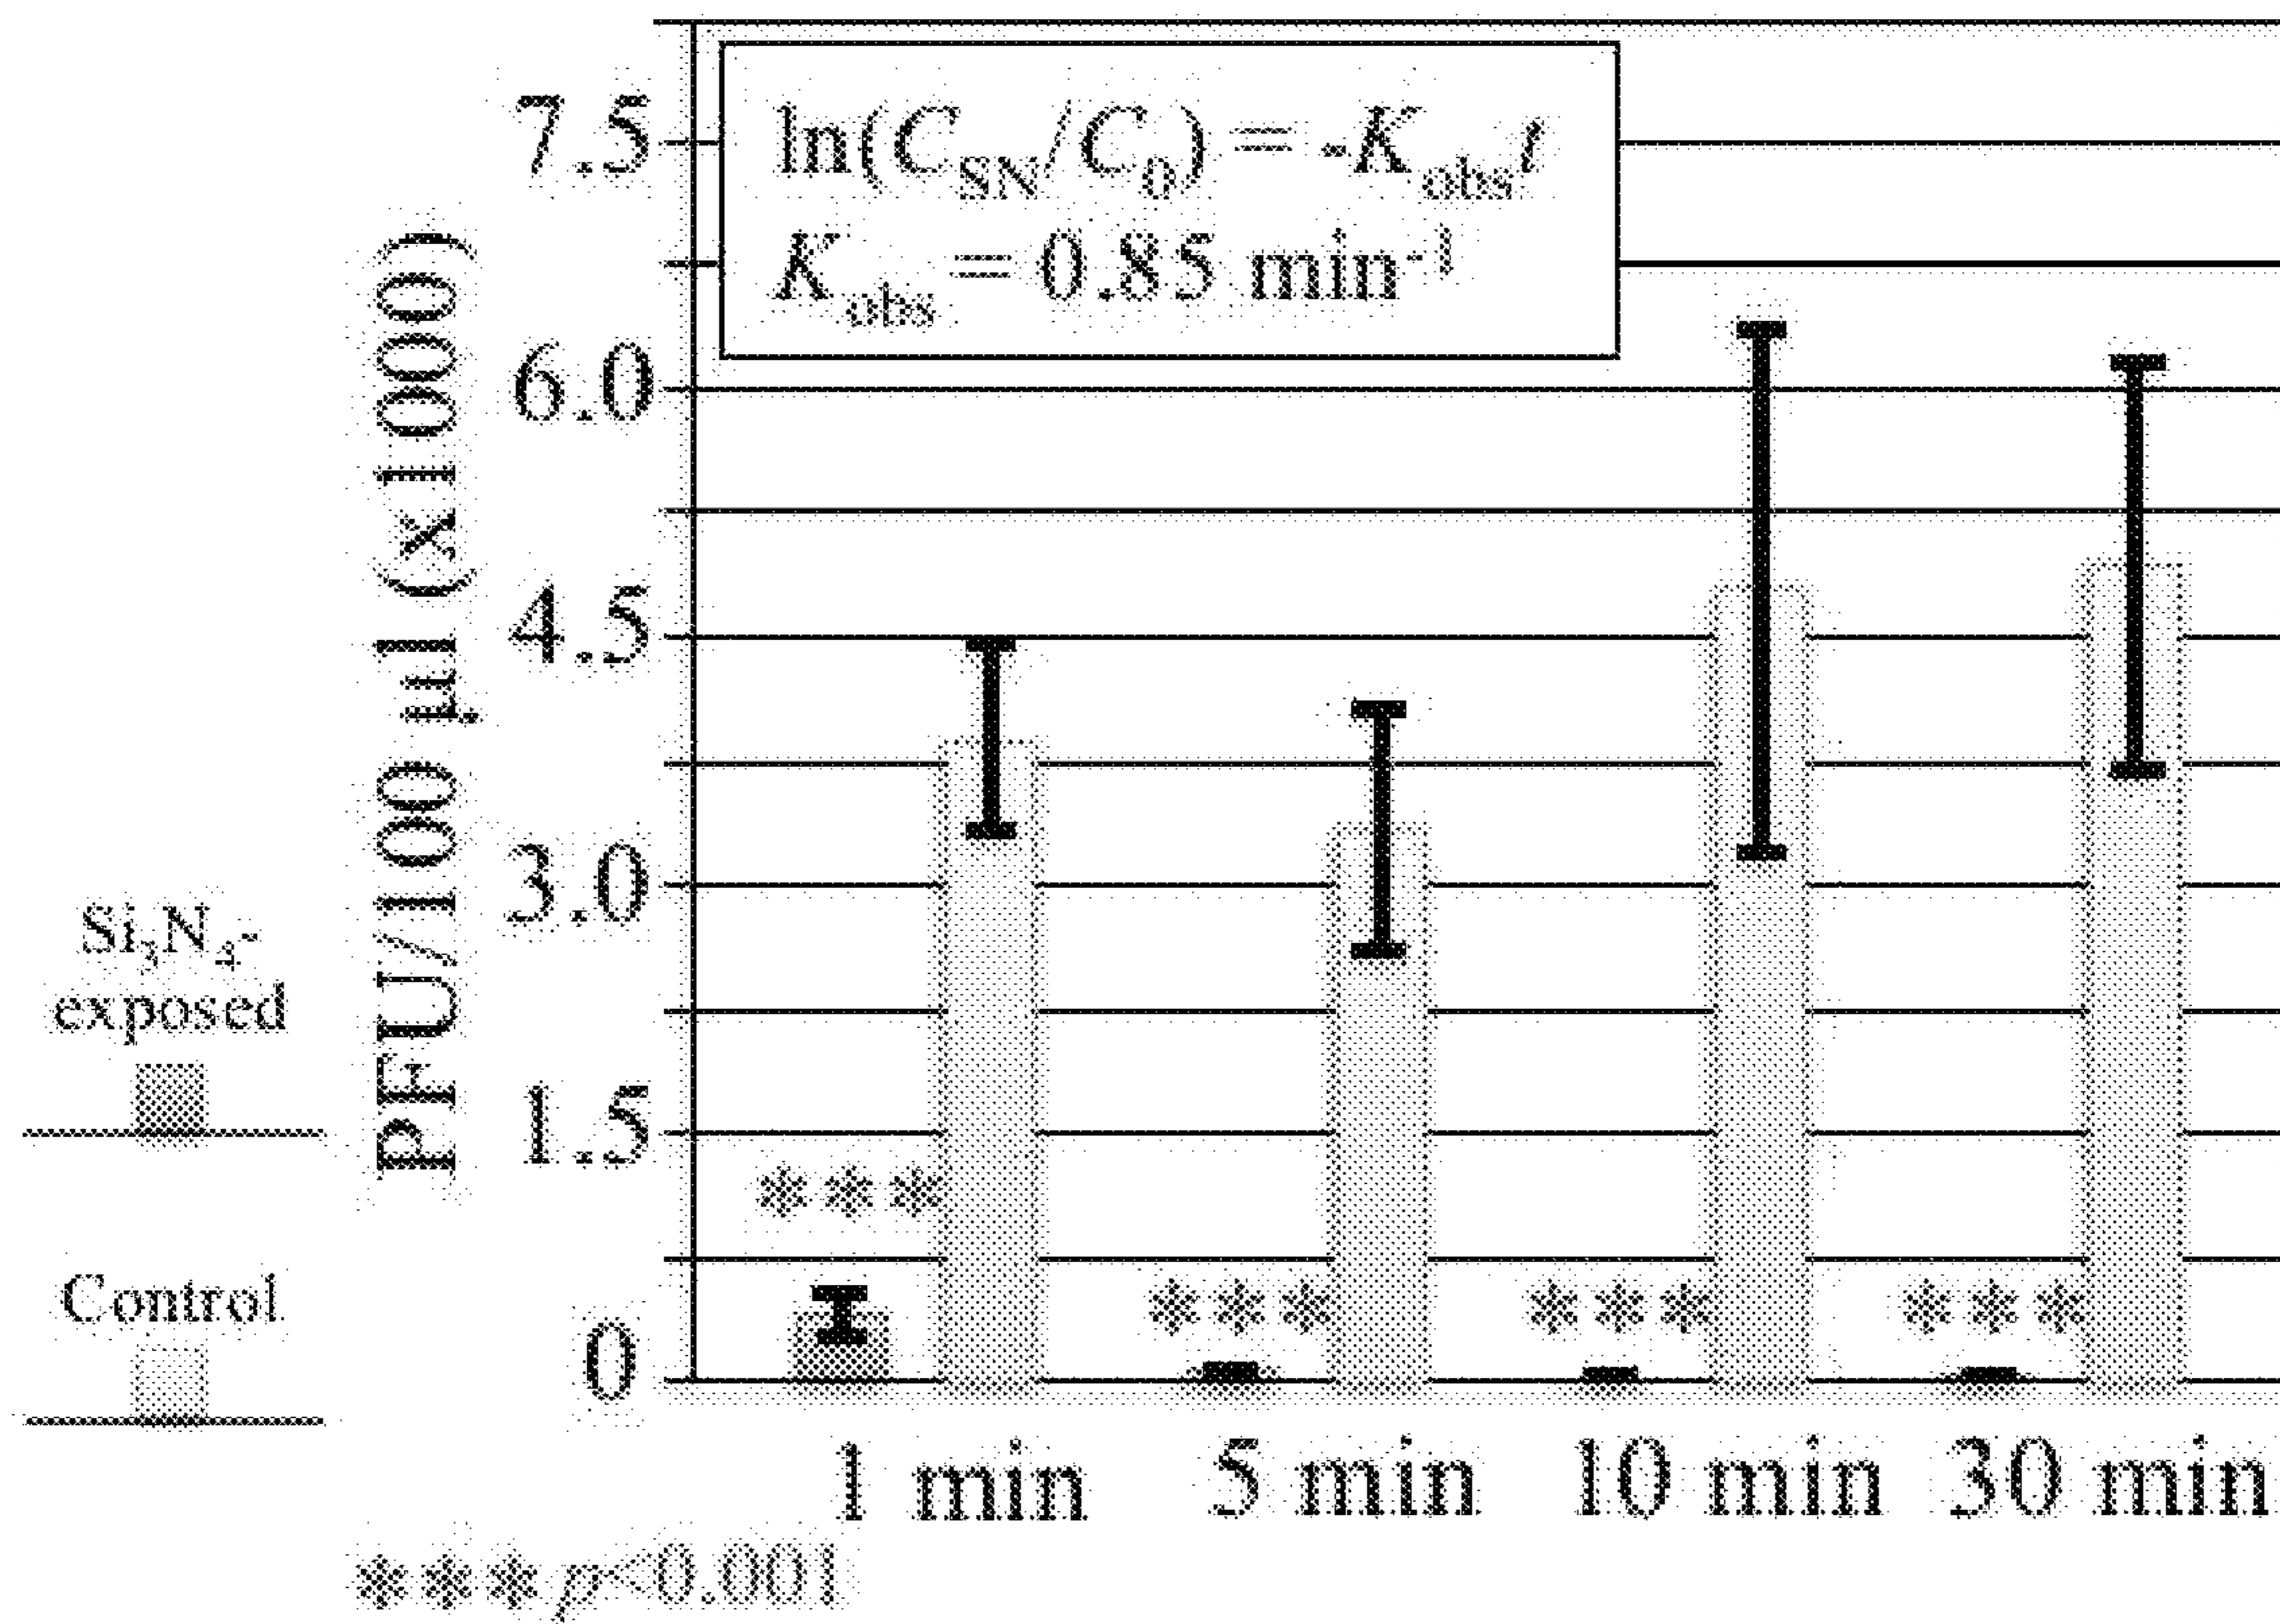 ln(C_SN/C_0) = -K_obs t
K_obs = 0.85 min⁻¹
PFU/100 µl (x1000)
7.5
6.0
4.5
3.0
1.5
0
Si₃N₄-
exposed
Control
***
***
***
***
1 min
5 min
10 min
30 min
*** p<0.001